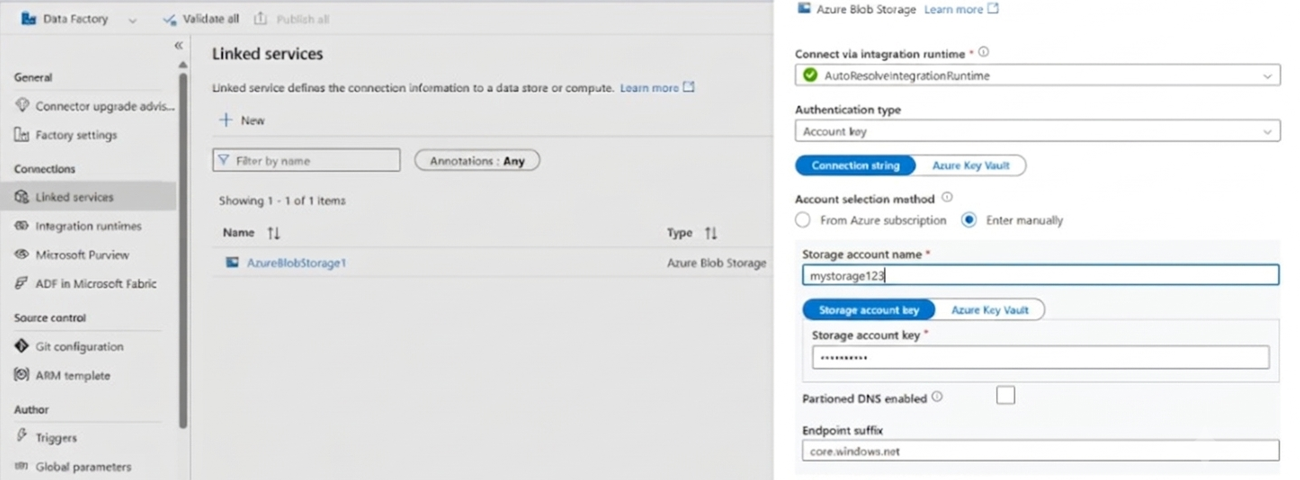 Data Factory
Validate all
Publish all
«
General
Connector upgrade advis...
Factory settings
Connections
Linked services
Integration runtimes
Microsoft Purview
ADF in Microsoft Fabric
Source control
Git configuration
ARM template
Author
Triggers
Global parameters
Linked services
Linked service defines the connection information to a data store or compute. Learn more
+ New
Filter by name
Annotations : Any
Showing 1 - 1 of 1 items
Name ↑↓ Type ↑↓
AzureBlobStorage1 Azure Blob Storage
Azure Blob Storage Learn more
Connect via integration runtime *
AutoResolveIntegrationRuntime
Authentication type
Account key
Connection string Azure Key Vault
Account selection method
From Azure subscription Enter manually
Storage account name *
mystorage123
Storage account key Azure Key Vault
Storage account key *
••••••••••
Partioned DNS enabled
Endpoint suffix
core.windows.net